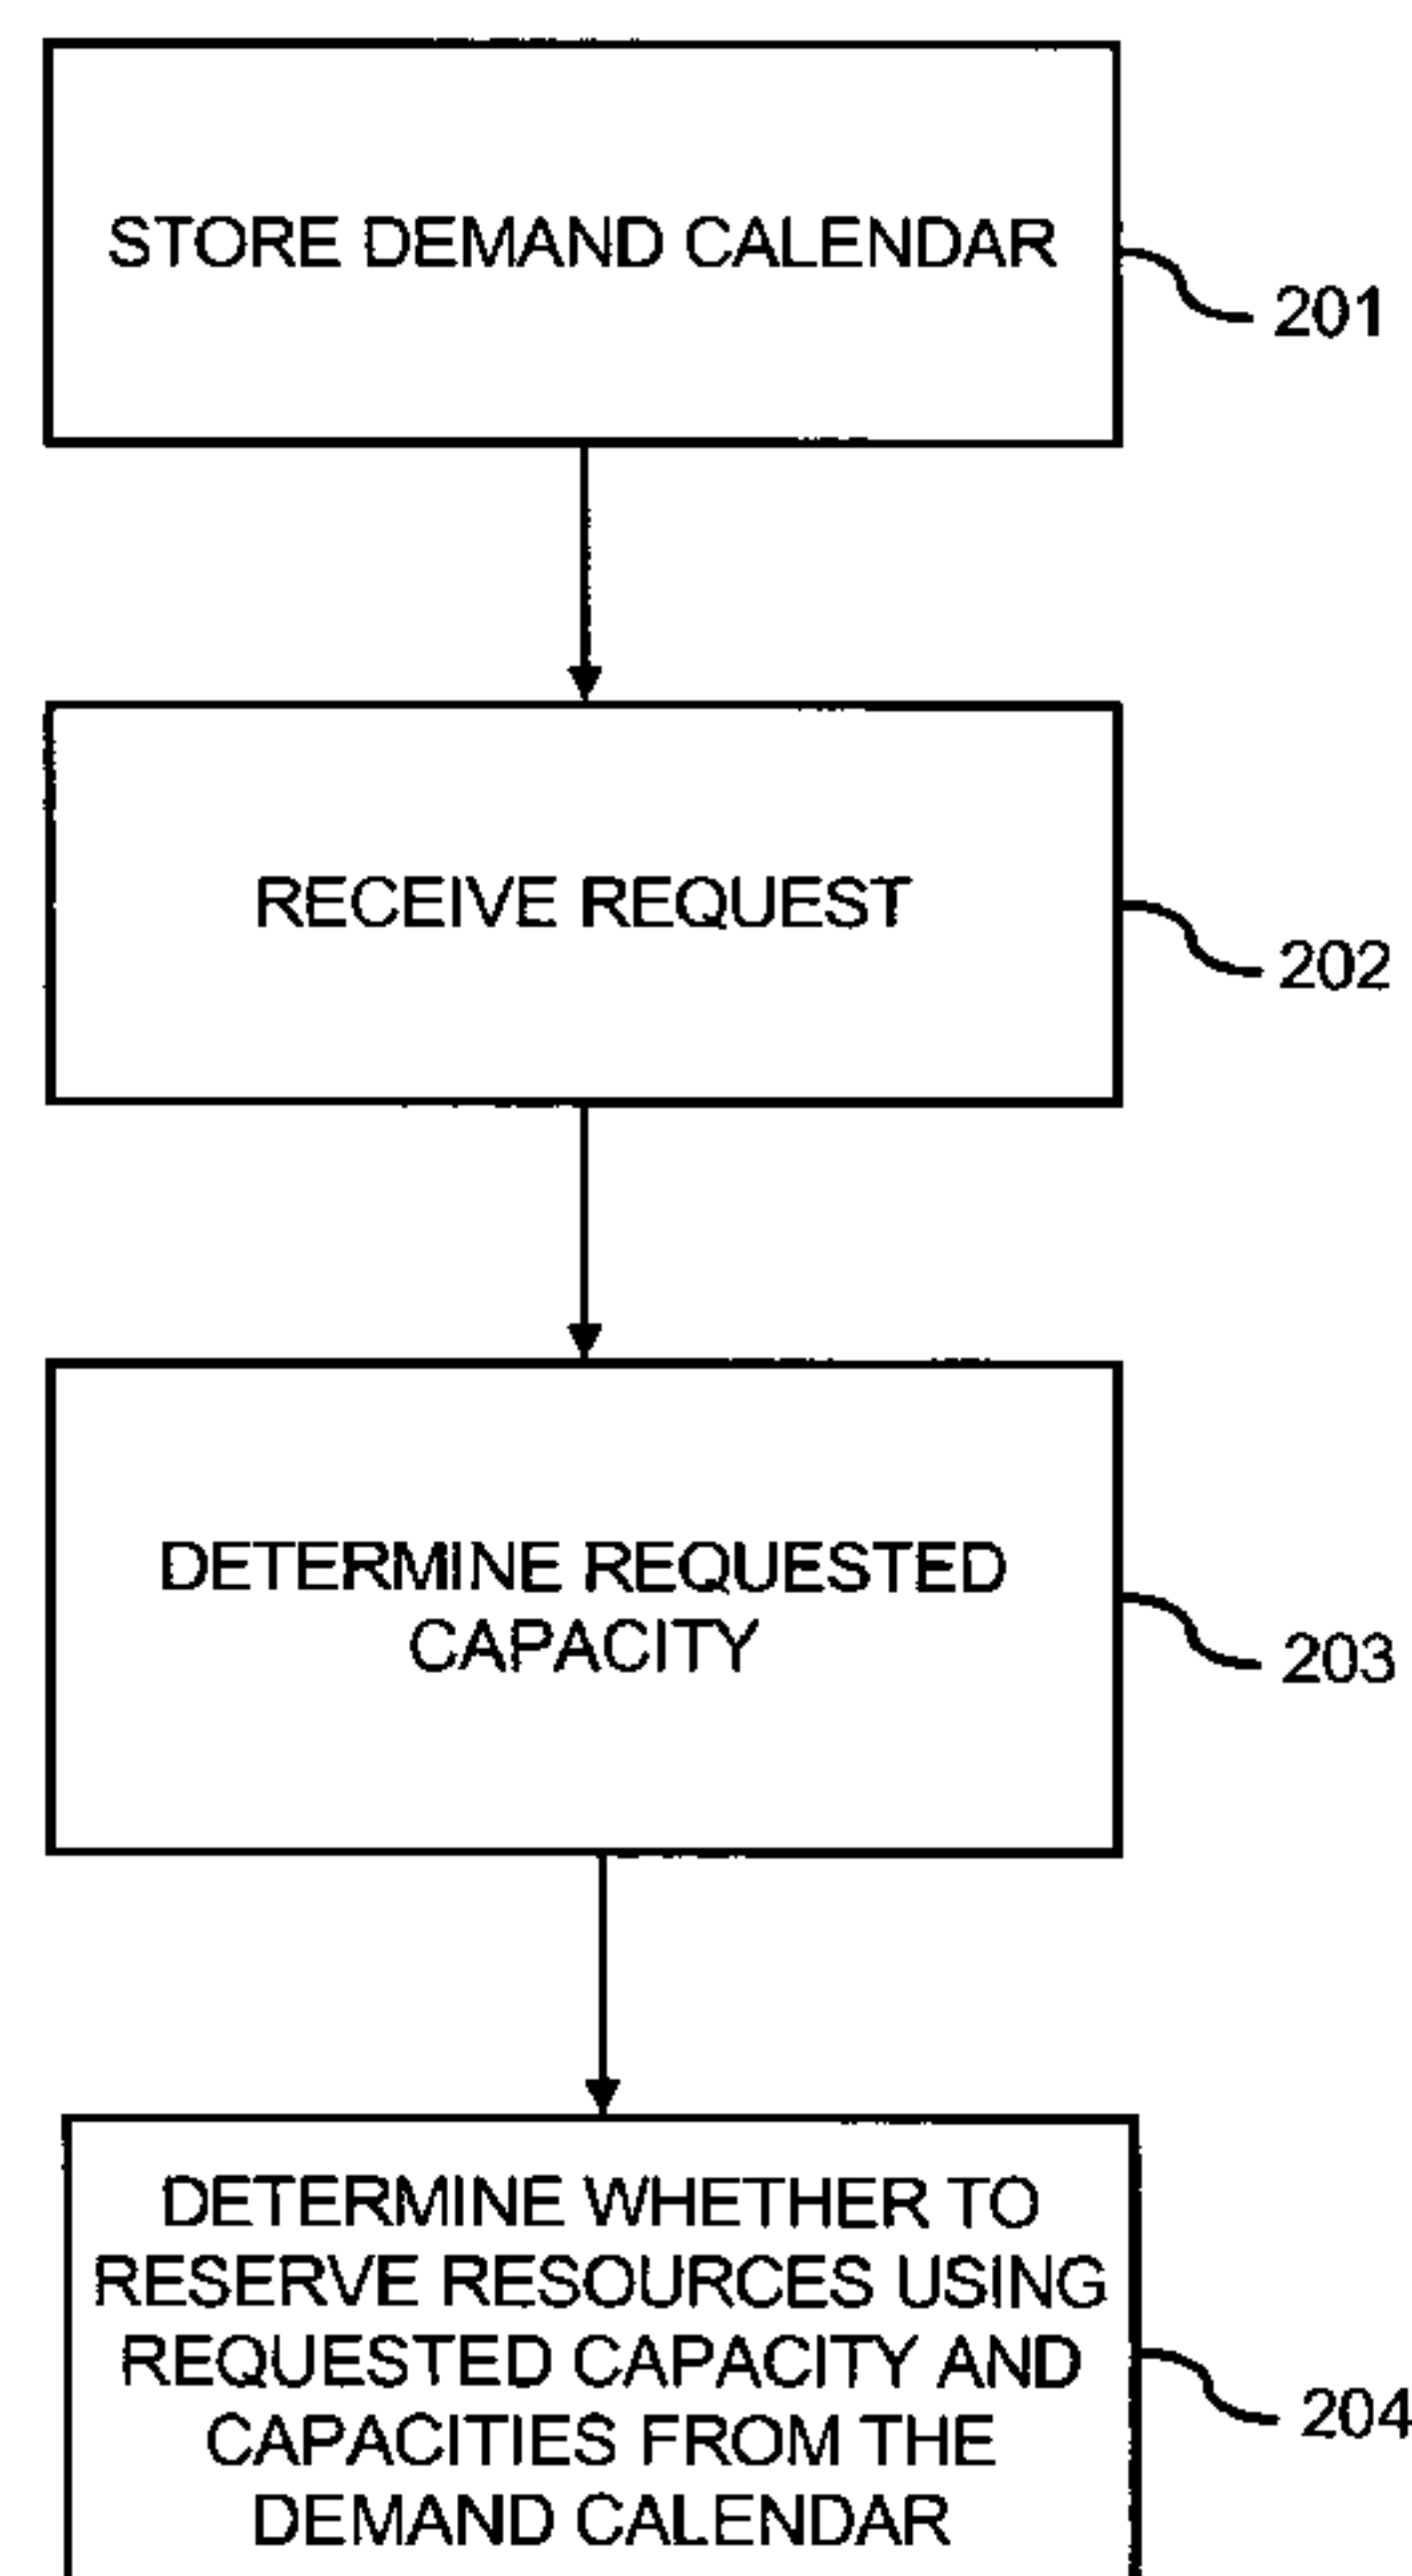 STORE DEMAND CALENDAR
201
RECEIVE REQUEST
202
DETERMINE REQUESTED
CAPACITY
203
DETERMINE WHETHER TO
RESERVE RESOURCES USING
REQUESTED CAPACITY AND
CAPACITIES FROM THE
DEMAND CALENDAR
204